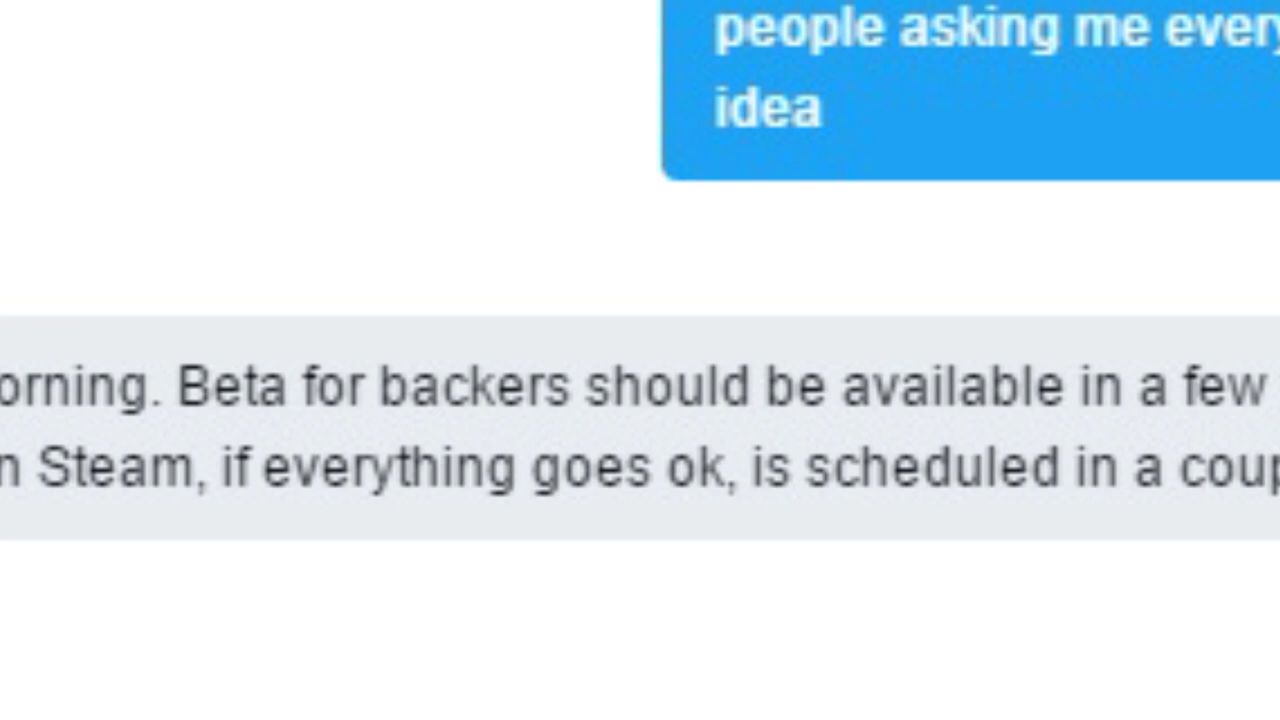 people asking me every
idea
orning. Beta for backers should be available in a few
n Steam, if everything goes ok, is scheduled in a coup